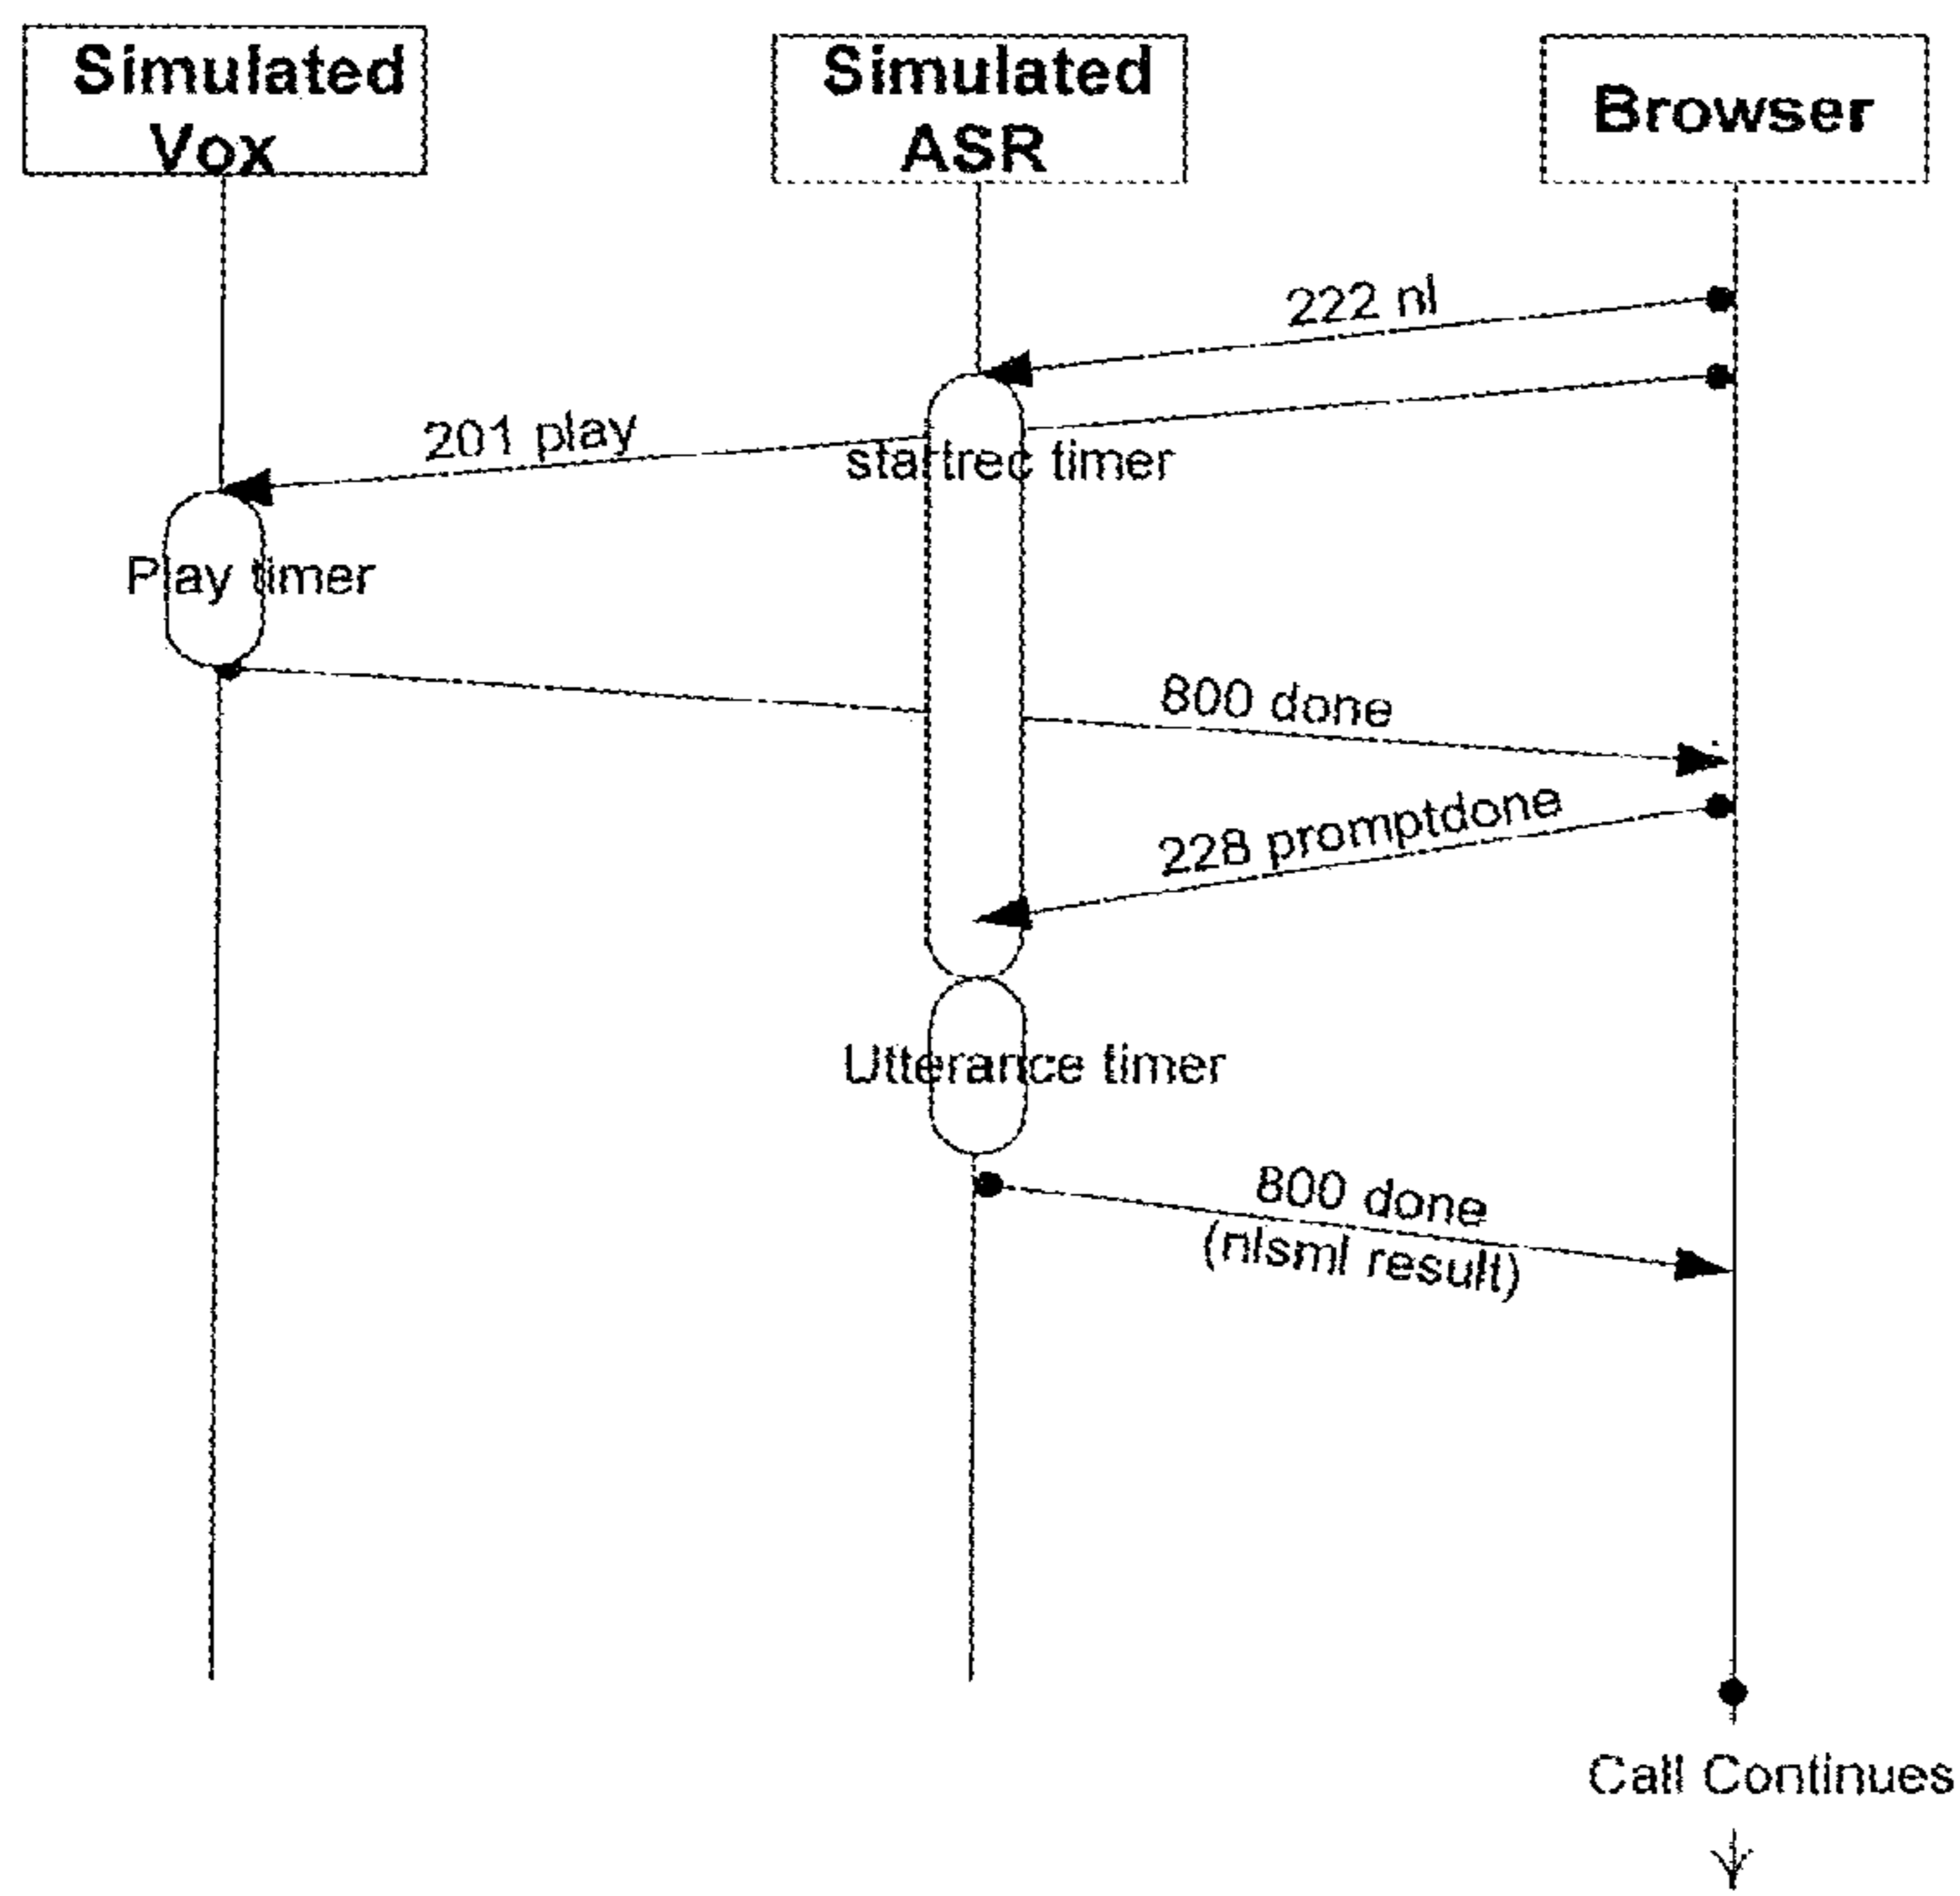 Simulated
Vox
Simulated
ASR
Browser
222 nl
201 play
startrec timer
Play timer
800 done
228 promptdone
Utterance timer
800 done
(nlsml result)
Call Continues